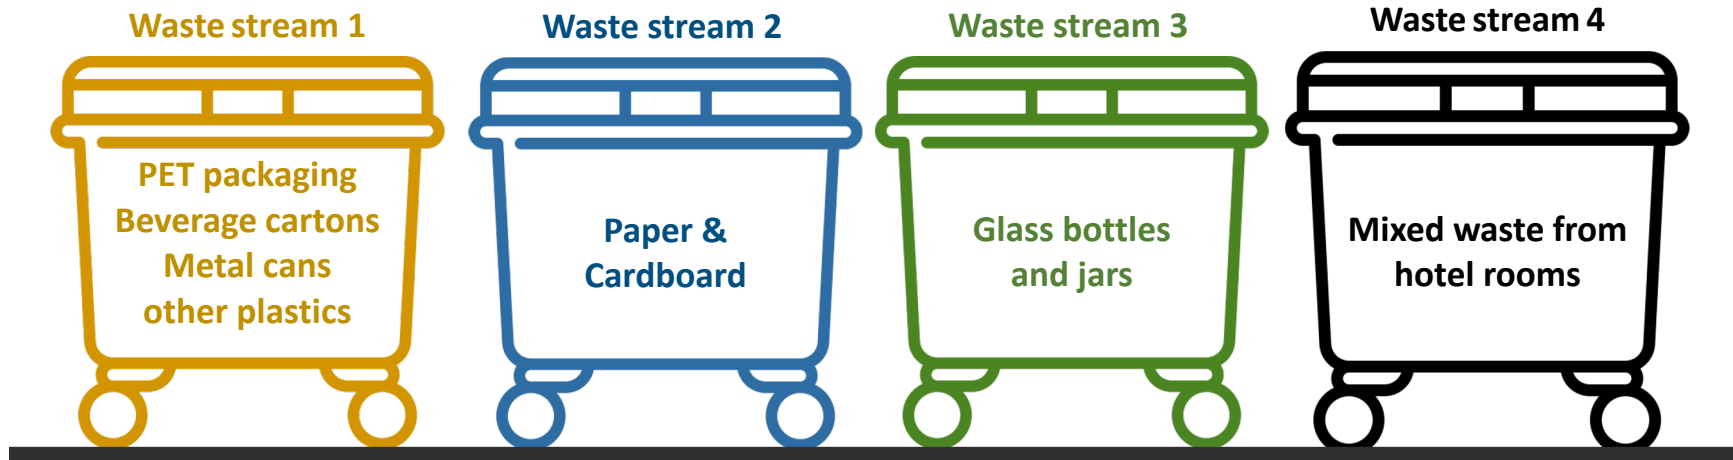 Waste stream 1
PET packaging
Beverage cartons
Metal cans
other plastics
Waste stream 2
Paper &
Cardboard
Waste stream 3
Glass bottles
and jars
Waste stream 4
Mixed waste from
hotel rooms